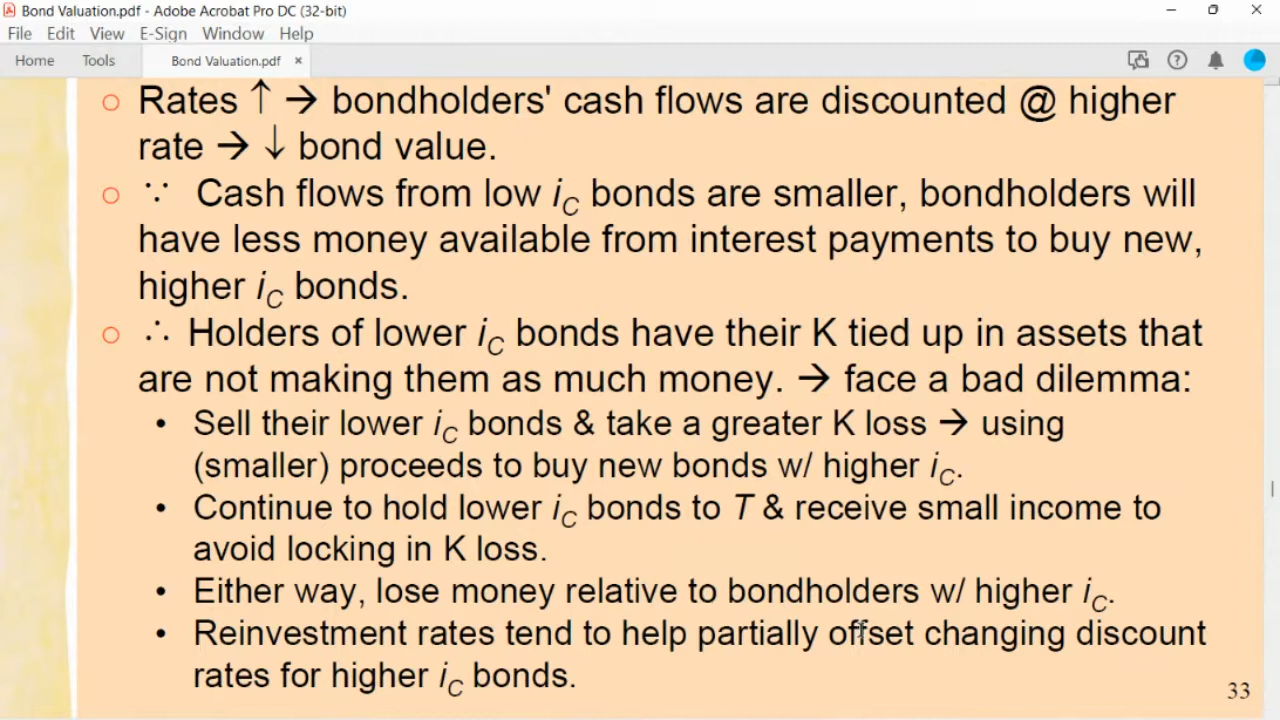 Bond Valuation.pdf - Adobe Acrobat Pro DC (32-bit)
File Edit View E-Sign Window Help
Home Tools Bond Valuation.pdf ×
○ Rates ↑ → bondholders' cash flows are discounted @ higher
rate → ↓ bond value.
○ ∵ Cash flows from low iC bonds are smaller, bondholders will
have less money available from interest payments to buy new,
higher iC bonds.
○ ∴ Holders of lower iC bonds have their K tied up in assets that
are not making them as much money. → face a bad dilemma:
• Sell their lower iC bonds & take a greater K loss → using
(smaller) proceeds to buy new bonds w/ higher iC.
• Continue to hold lower iC bonds to T & receive small income to
avoid locking in K loss.
• Either way, lose money relative to bondholders w/ higher iC.
• Reinvestment rates tend to help partially offset changing discount
rates for higher iC bonds.
33